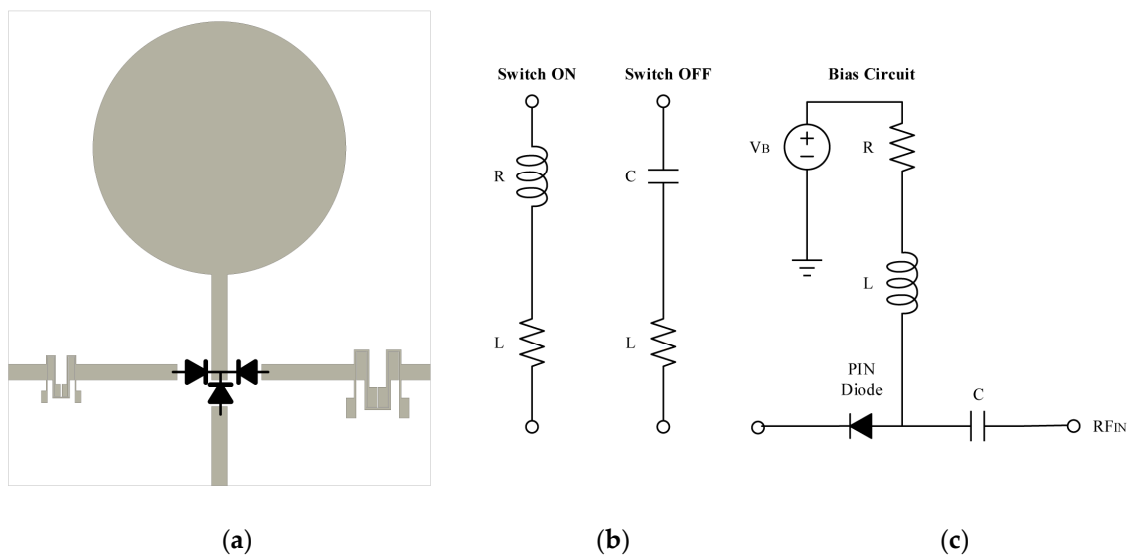 Switch ON
Switch OFF
Bias Circuit
R
C
VB
R
L
L
L
PIN
Diode
C
RFIN
(a)
(b)
(c)